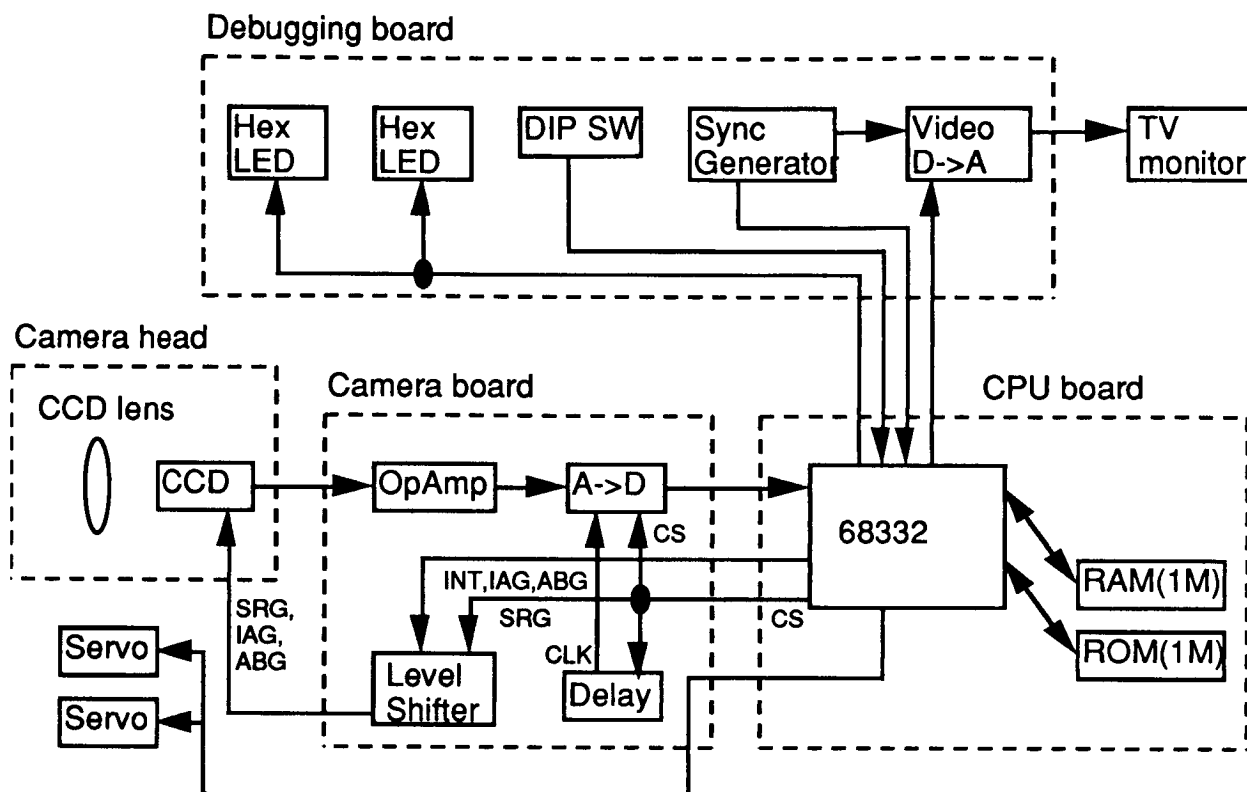 Debugging board
Hex
LED
Hex
LED
DIP SW
Sync
Generator
Video
D->A
TV
monitor
Camera head
CCD lens
CCD
Camera board
OpAmp
A->D
CS
INT,IAG,ABG
SRG
CLK
Level
Shifter
Delay
CPU board
68332
CS
RAM(1M)
ROM(1M)
SRG,
IAG,
ABG
Servo
Servo